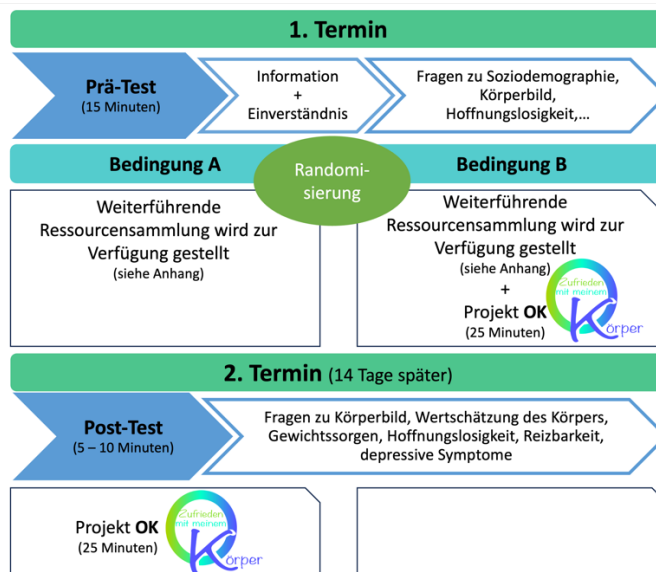 1. Termin
Prä-Test
(15 Minuten)
Information
+
Einverständnis
Fragen zu Soziodemographie,
Körperbild,
Hoffnungslosigkeit,...
Bedingung A
Randomi-
sierung
Bedingung B
Weiterführende
Ressourcensammlung wird zur
Verfügung gestellt
(siehe Anhang)
Weiterführende
Ressourcensammlung wird zur
Verfügung gestellt
(siehe Anhang)
+
Projekt OK
(25 Minuten)
Zufrieden
mit meinem
Körper
2. Termin (14 Tage später)
Post-Test
(5 – 10 Minuten)
Fragen zu Körperbild, Wertschätzung des Körpers,
Gewichtssorgen, Hoffnungslosigkeit, Reizbarkeit,
depressive Symptome
Projekt OK
(25 Minuten)
Zufrieden
mit meinem
Körper